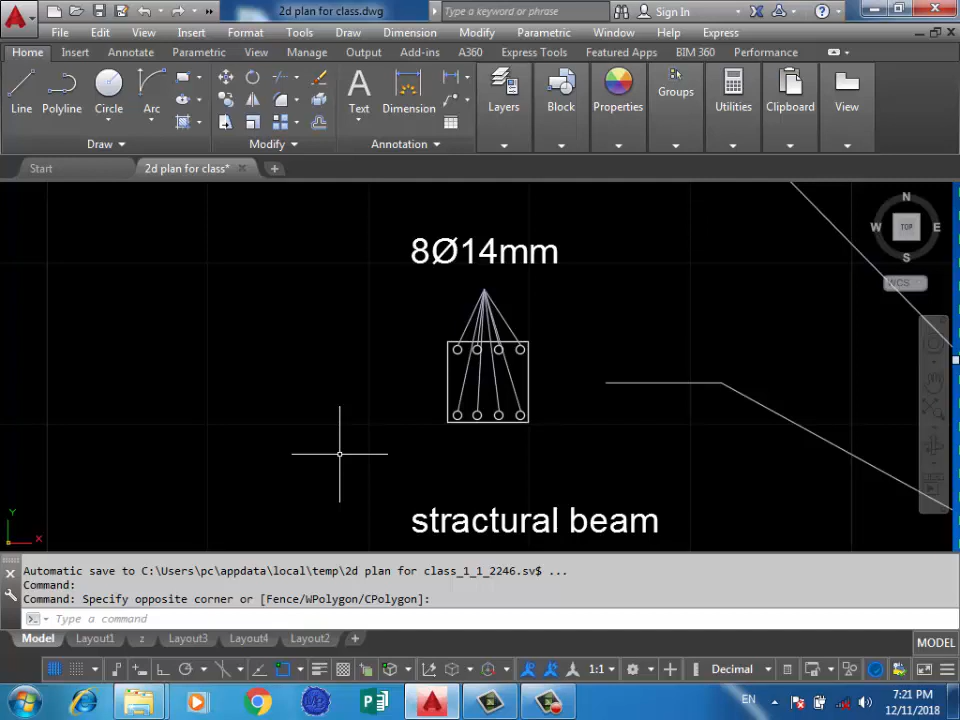 2d plan for class.dwg
Type a keyword or phrase
Sign In
File Edit View Insert Format Tools Draw Dimension Modify Parametric Window Help Express
Home Insert Annotate Parametric View Manage Output Add-ins A360 Express Tools Featured Apps BIM 360 Performance
Line Polyline Circle Arc Text Dimension Layers Block Properties Groups Utilities Clipboard View
Draw Modify Annotation
Start 2d plan for class*
8Ø14mm
stractural beam
N
W TOP E
S
WCS
Y
X
Automatic save to C:\Users\pc\appdata\local\temp\2d plan for class_1_1_2246.sv$ ...
Command:
Command: Specify opposite corner or [Fence/WPolygon/CPolygon]:
Type a command
Model Layout1 z Layout3 Layout4 Layout2 MODEL
1:1 Decimal
EN 7:21 PM
12/11/2018